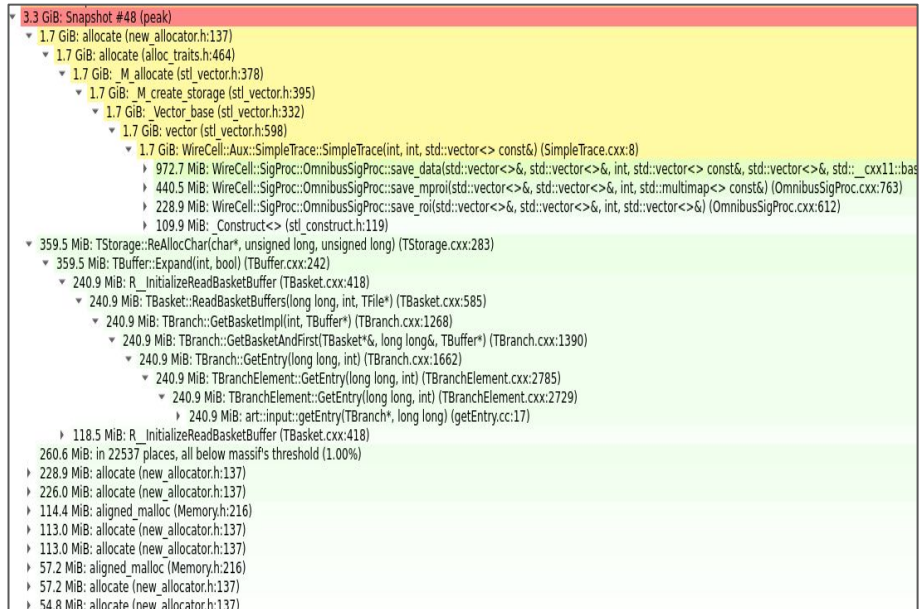 3.3 GiB: Snapshot #48 (peak)
1.7 GiB: allocate (new_allocator.h:137)
1.7 GiB: allocate (alloc_traits.h:464)
1.7 GiB: _M_allocate (stl_vector.h:378)
1.7 GiB: _M_create_storage (stl_vector.h:395)
1.7 GiB: _Vector_base (stl_vector.h:332)
1.7 GiB: vector (stl_vector.h:598)
1.7 GiB: WireCell::Aux::SimpleTrace::SimpleTrace(int, int, std::vector<> const&) (SimpleTrace.cxx:8)
972.7 MiB: WireCell::SigProc::OmnibusSigProc::save_data(std::vector<>&, std::vector<>&, int, std::vector<> const&, std::vector<>&, std::__cxx11::bas
440.5 MiB: WireCell::SigProc::OmnibusSigProc::save_mproi(std::vector<>&, std::vector<>&, int, std::multimap<> const&) (OmnibusSigProc.cxx:763)
228.9 MiB: WireCell::SigProc::OmnibusSigProc::save_roi(std::vector<>&, std::vector<>&, int, std::vector<>&) (OmnibusSigProc.cxx:612)
109.9 MiB: _Construct<> (stl_construct.h:119)
359.5 MiB: TStorage::ReAllocChar(char*, unsigned long, unsigned long) (TStorage.cxx:283)
359.5 MiB: TBuffer::Expand(int, bool) (TBuffer.cxx:242)
240.9 MiB: R__InitializeReadBasketBuffer (TBasket.cxx:418)
240.9 MiB: TBasket::ReadBasketBuffers(long long, int, TFile*) (TBasket.cxx:585)
240.9 MiB: TBranch::GetBasketImpl(int, TBuffer*) (TBranch.cxx:1268)
240.9 MiB: TBranch::GetBasketAndFirst(TBasket*&, long long&, TBuffer*) (TBranch.cxx:1390)
240.9 MiB: TBranch::GetEntry(long long, int) (TBranch.cxx:1662)
240.9 MiB: TBranchElement::GetEntry(long long, int) (TBranchElement.cxx:2785)
240.9 MiB: TBranchElement::GetEntry(long long, int) (TBranchElement.cxx:2729)
240.9 MiB: art::input::getEntry(TBranch*, long long) (getEntry.cc:17)
118.5 MiB: R__InitializeReadBasketBuffer (TBasket.cxx:418)
260.6 MiB: in 22537 places, all below massif's threshold (1.00%)
228.9 MiB: allocate (new_allocator.h:137)
226.0 MiB: allocate (new_allocator.h:137)
114.4 MiB: aligned_malloc (Memory.h:216)
113.0 MiB: allocate (new_allocator.h:137)
113.0 MiB: allocate (new_allocator.h:137)
57.2 MiB: aligned_malloc (Memory.h:216)
57.2 MiB: allocate (new_allocator.h:137)
54.8 MiB: allocate (new_allocator.h:137)